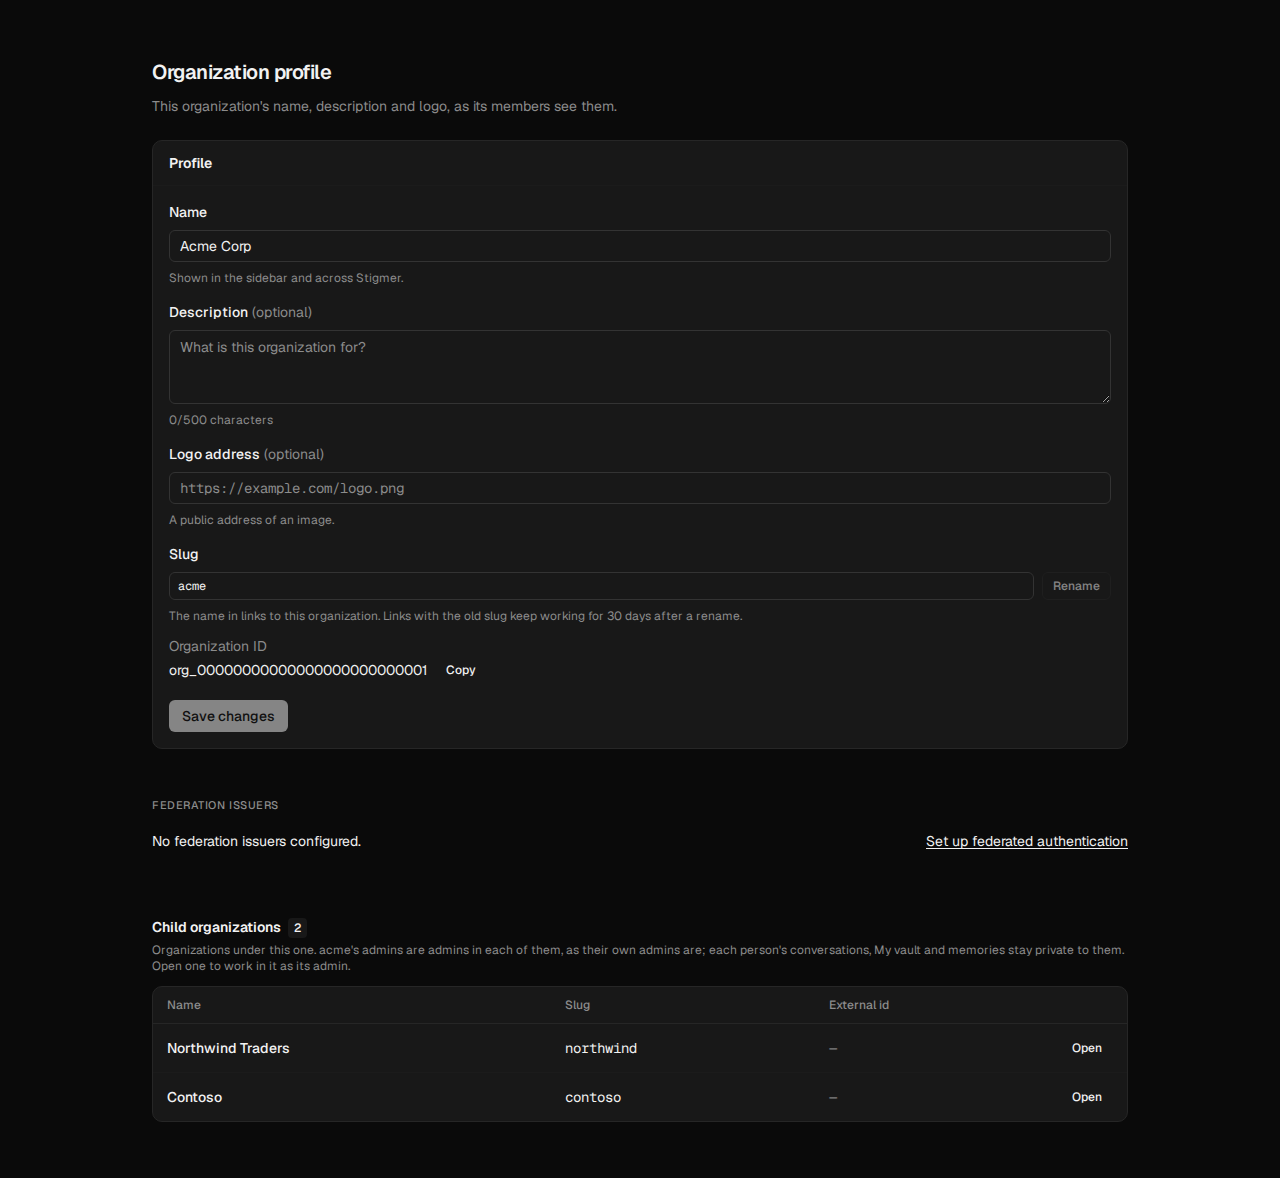 Organization profile
This organization's name, description and logo, as its members see them.
Profile
Name
Acme Corp
Shown in the sidebar and across Stigmer.
Description (optional)
What is this organization for?
0/500 characters
Logo address (optional)
https://example.com/logo.png
A public address of an image.
Slug
acme
Rename
The name in links to this organization. Links with the old slug keep working for 30 days after a rename.
Organization ID
org_00000000000000000000000001 Copy
Save changes
FEDERATION ISSUERS
No federation issuers configured. Set up federated authentication
Child organizations 2
Organizations under this one. acme's admins are admins in each of them, as their own admins are; each person's conversations, My vault and memories stay private to them.
Open one to work in it as its admin.
Name Slug External id
Northwind Traders northwind — Open
Contoso contoso — Open